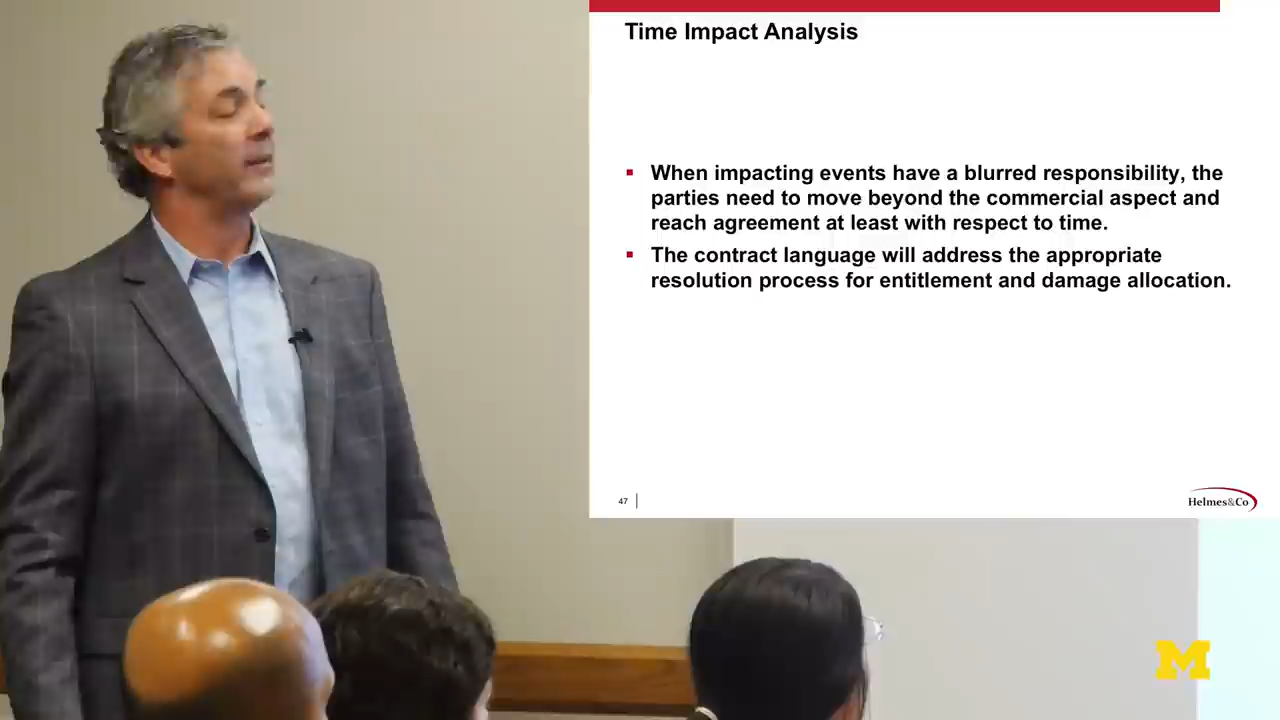 Time Impact Analysis
▪ When impacting events have a blurred responsibility, the
parties need to move beyond the commercial aspect and
reach agreement at least with respect to time.
▪ The contract language will address the appropriate
resolution process for entitlement and damage allocation.
47
Helmes&Co
M